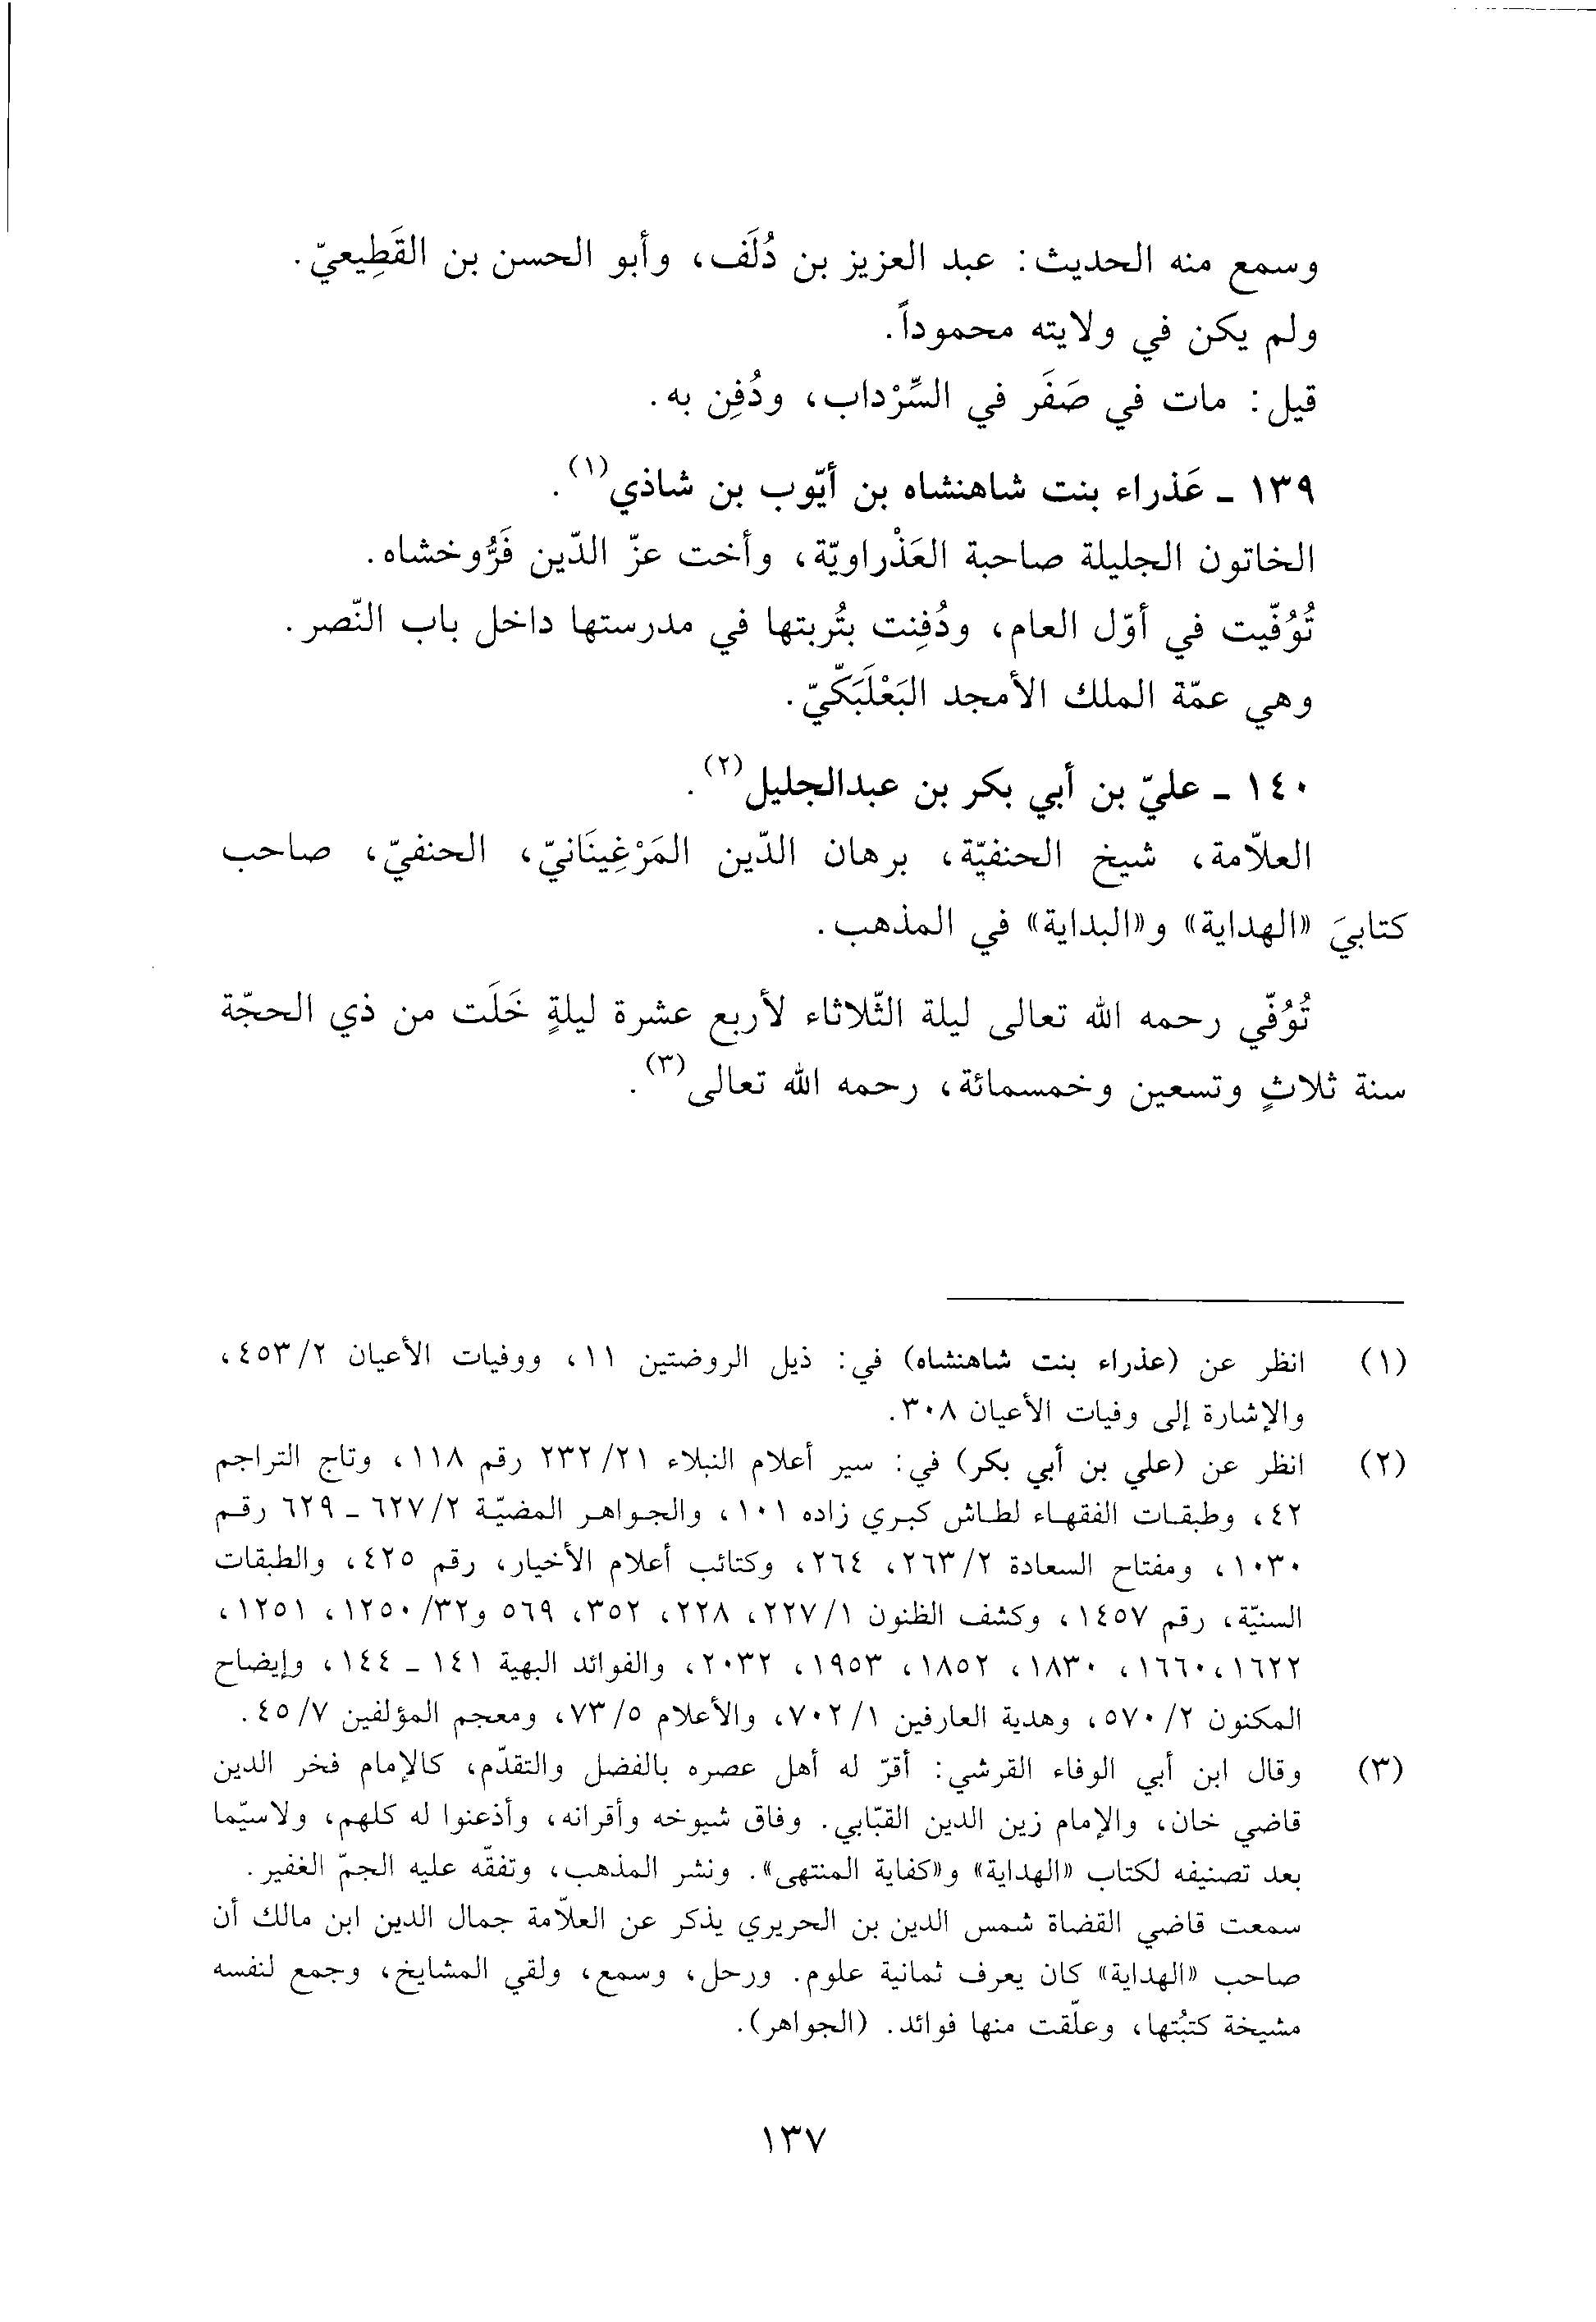 وسمع منه الحديث: عبد العزيز بن دُلَف، وأبو الحسن بن القَطِيعيّ.
ولم يكن في ولايته محموداً.
قيل: مات في صَفَر في السِّرْداب، ودُفِن به.
١٣٩ ـ عَذراء بنت شاهنشاه بن أيّوب بن شاذي(١).
الخاتون الجليلة صاحبة العَذْراويّة، وأخت عزّ الدّين فَرُّوخشاه.
تُوُفّيت في أوّل العام، ودُفِنت بتُربتها في مدرستها داخل باب النّصر.
وهي عمّة الملك الأمجد البَعْلَبَكّيّ.
١٤٠ ـ عليّ بن أبي بكر بن عبدالجليل(٢).
العلاّمة، شيخ الحنفيّة، برهان الدّين المَرْغِينَانيّ، الحنفيّ، صاحب
كتابيَ «الهداية» و«البداية» في المذهب.
تُوُفّي رحمه الله تعالى ليلة الثّلاثاء لأربع عشرة ليلةٍ خَلَت من ذي الحجّة
سنة ثلاثٍ وتسعين وخمسمائة، رحمه الله تعالى(٣).
(١) انظر عن (عذراء بنت شاهنشاه) في: ذيل الروضتين ١١، ووفيات الأعيان ٤٥٣/٢،
والإشارة إلى وفيات الأعيان ٣٠٨.
(٢) انظر عن (علي بن أبي بكر) في: سير أعلام النبلاء ٢٣٢/٢١ رقم ١١٨، وتاج التراجم
٤٢، وطبقات الفقهاء لطاش كبري زاده ١٠١، والجواهر المضيّة ٦٢٧/٢ ـ ٦٢٩ رقم
١٠٣٠، ومفتاح السعادة ٢٦٣/٢، ٢٦٤، وكتائب أعلام الأخيار، رقم ٤٢٥، والطبقات
السنيّة، رقم ١٤٥٧، وكشف الظنون ٢٢٧/١، ٢٢٨، ٣٥٢، ٥٦٩ و١٢٥٠/٣٢، ١٢٥١،
١٦٢٢،١٦٦٠، ١٨٣٠، ١٨٥٢، ١٩٥٣، ٢٠٣٢، والفوائد البهية ١٤١ ـ ١٤٤، وإيضاح
المكنون ٥٧٠/٢، وهدية العارفين ٧٠٢/١، والأعلام ٧٣/٥، ومعجم المؤلفين ٤٥/٧.
(٣) وقال ابن أبي الوفاء القرشي: أقرّ له أهل عصره بالفضل والتقدّم، كالإمام فخر الدين
قاضي خان، والإمام زين الدين القبّابي. وفاق شيوخه وأقرانه، وأذعنوا له كلهم، ولاسيّما
بعد تصنيفه لكتاب «الهداية» و«كفاية المنتهى». ونشر المذهب، وتفقّه عليه الجمّ الغفير.
سمعت قاضي القضاة شمس الدين بن الحريري يذكر عن العلاّمة جمال الدين ابن مالك أن
صاحب «الهداية» كان يعرف ثمانية علوم. ورحل، وسمع، ولقي المشايخ، وجمع لنفسه
مشيخة كتبُتها، وعلّقت منها فوائد. (الجواهر).
١٣٧